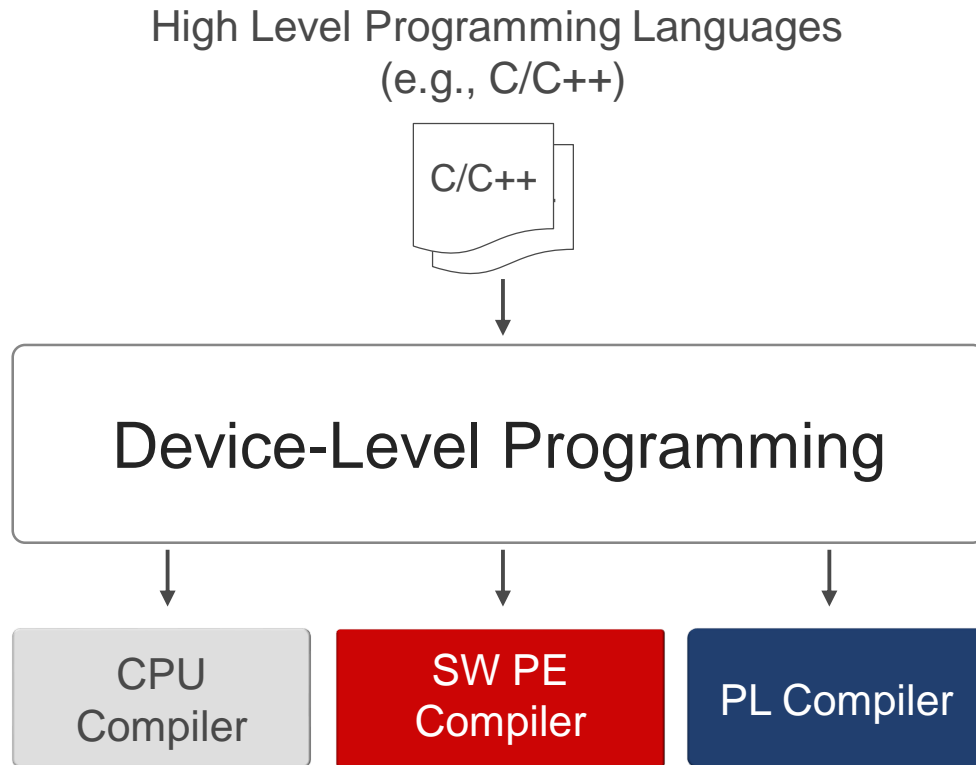 High Level Programming Languages
(e.g., C/C++)
C/C++
Device-Level Programming
CPU
Compiler
SW PE
Compiler
PL Compiler